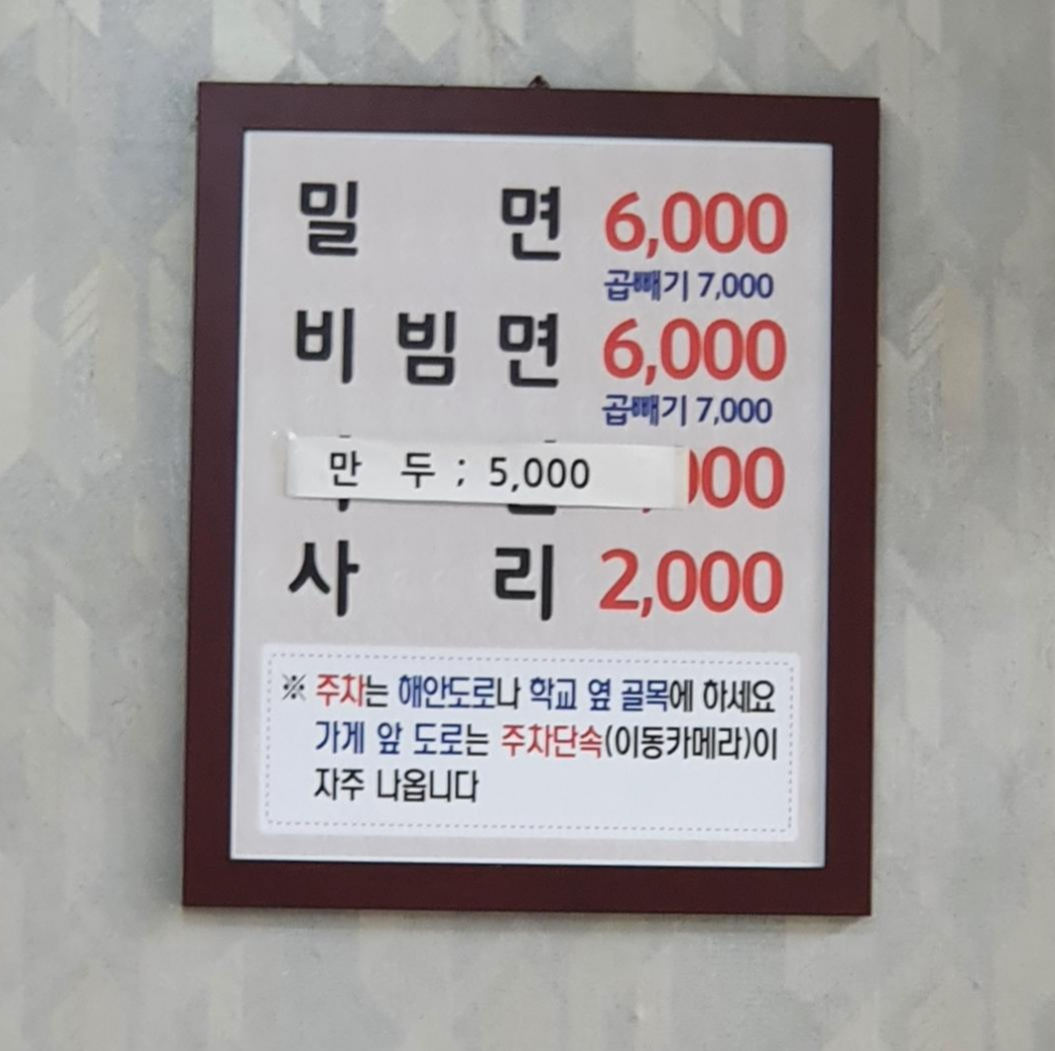 밀 면 6,000
곱빼기 7,000
비 빔 면 6,000
곱빼기 7,000
만 두 ; 5,000
사 리 2,000
※ 주차는 해안도로나 학교 옆 골목에 하세요
가게 앞 도로는 주차단속(이동카메라)이
자주 나옵니다